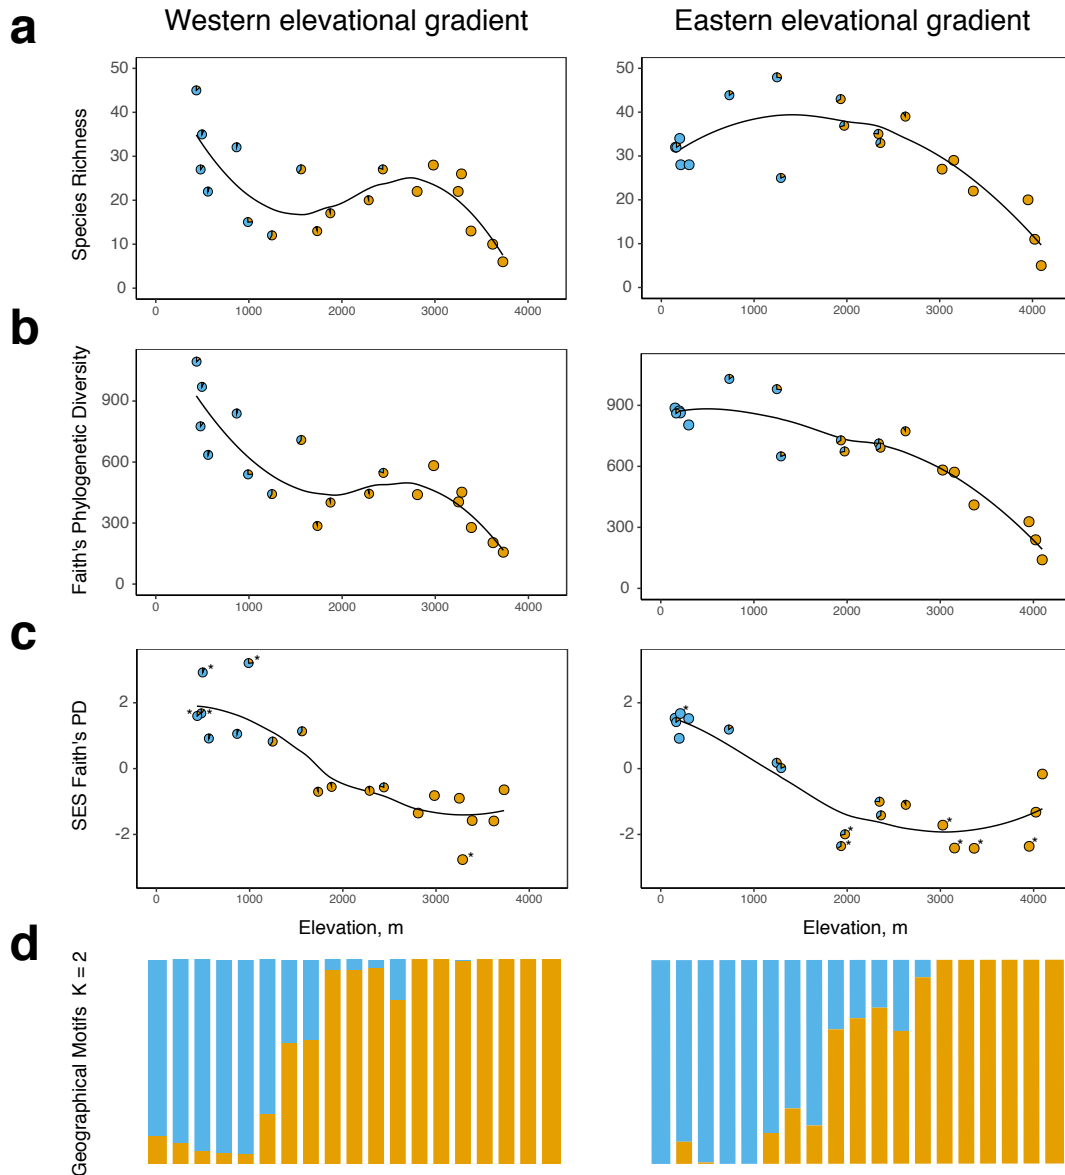 a
Western elevational gradient
Eastern elevational gradient
Species Richness
50
40
30
20
10
0
0 1000 2000 3000 4000
50
40
30
20
10
0
0 1000 2000 3000 4000
b
Faith's Phylogenetic Diversity
900
600
300
0
0 1000 2000 3000 4000
900
600
300
0
0 1000 2000 3000 4000
c
SES Faith's PD
2
0
-2
* * * * *
0 1000 2000 3000 4000
Elevation, m
2
0
-2
* * * * * * *
0 1000 2000 3000 4000
Elevation, m
d
Geographical Motifs K = 2